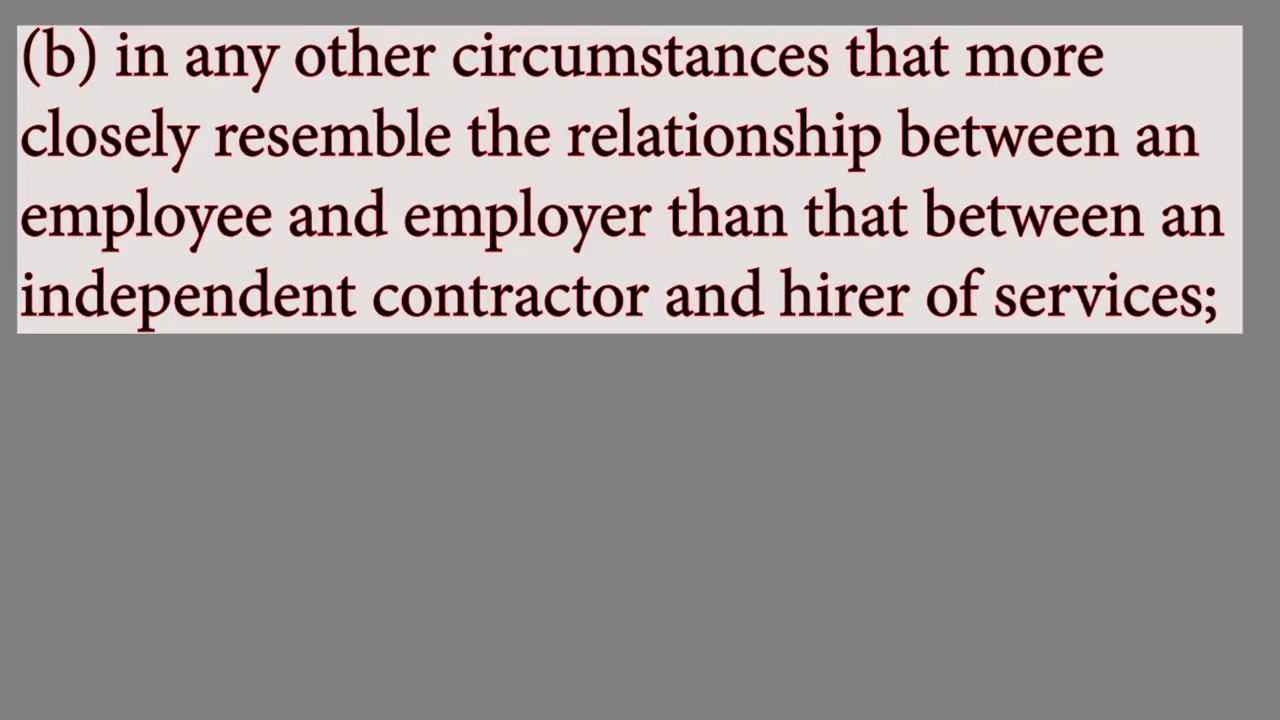 (b) in any other circumstances that more
closely resemble the relationship between an
employee and employer than that between an
independent contractor and hirer of services;